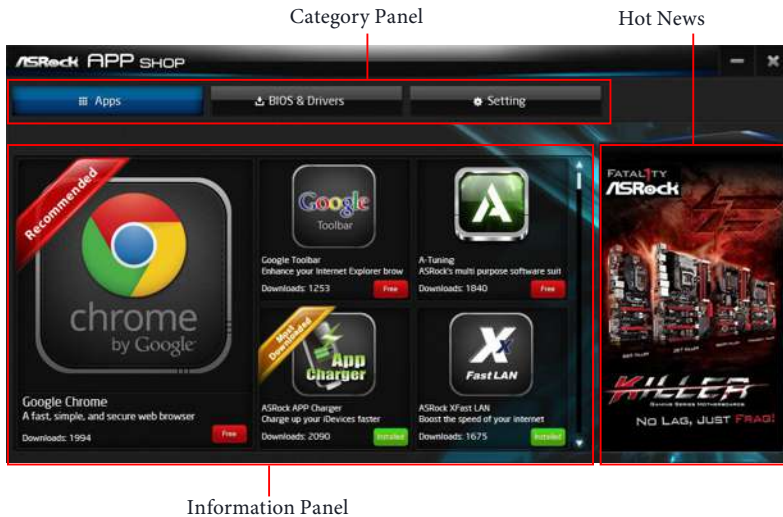 Category Panel
Hot News
ASRock APP SHOP
Apps
BIOS & Drivers
Setting
Recommended
chrome
by Google
Google Chrome
A fast, simple, and secure web browser
Downloads: 1994
Free
Google
Toolbar
Google Toolbar
Enhance your Internet Explorer brow
Downloads: 1253
Free
A-Tuning
ASRock's multi purpose software suit
Downloads: 1840
Free
Most
Downloaded
App
Charger
ASRock APP Charger
Charge up your iDevices faster
Downloads: 2090
Installed
Fast LAN
ASRock XFast LAN
Boost the speed of your internet
Downloads: 1675
Installed
FATAL1TY
ASRock
KILLER
GAMING SERIES MOTHERBOARDS
NO LAG, JUST FRAG!
Information Panel